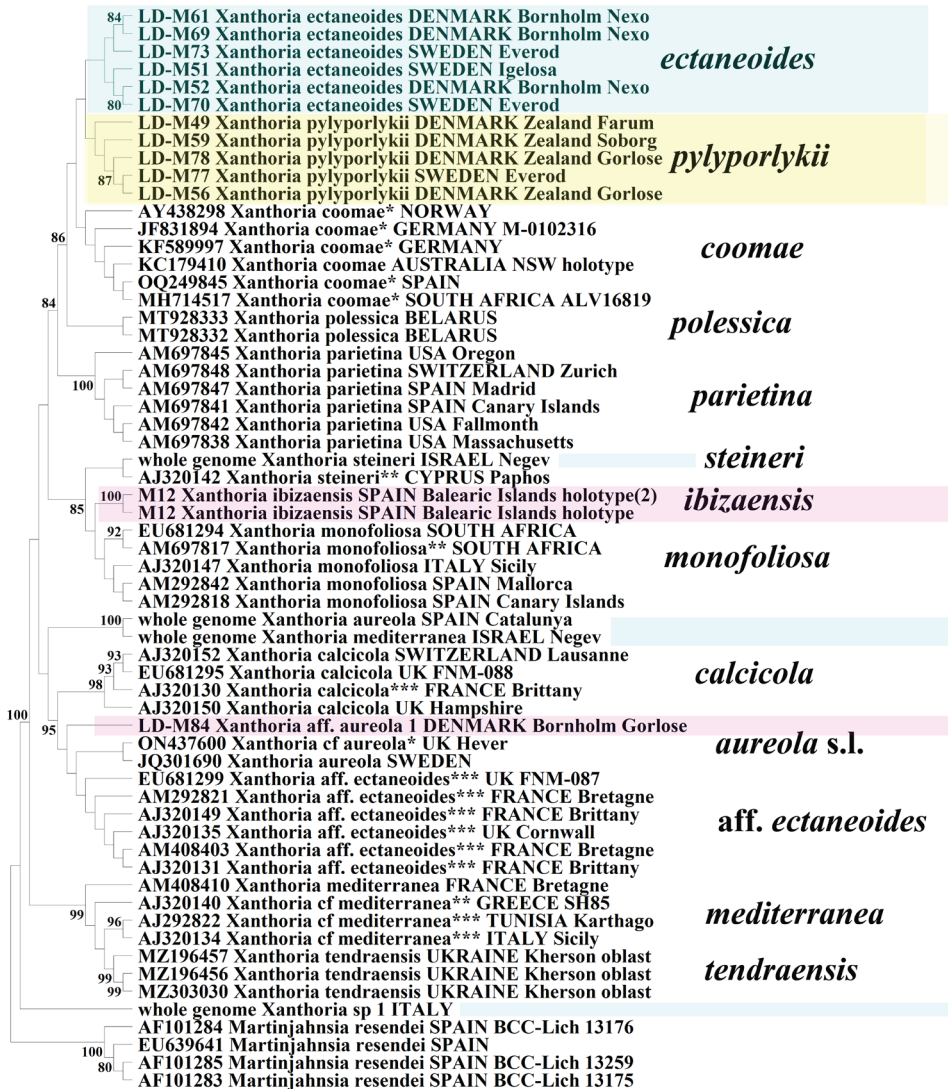 84
LD-M61 Xanthoria ectaneoides DENMARK Bornholm Nexo
LD-M69 Xanthoria ectaneoides DENMARK Bornholm Nexo
LD-M73 Xanthoria ectaneoides SWEDEN Everod
ectaneoides
LD-M51 Xanthoria ectaneoides SWEDEN Igelosa
LD-M52 Xanthoria ectaneoides DENMARK Bornholm Nexo
80
LD-M70 Xanthoria ectaneoides SWEDEN Everod
LD-M49 Xanthoria pylyporlykii DENMARK Zealand Farum
LD-M59 Xanthoria pylyporlykii DENMARK Zealand Soborg
LD-M78 Xanthoria pylyporlykii DENMARK Zealand Gorlose
pylyporlykii
87
LD-M77 Xanthoria pylyporlykii SWEDEN Everod
LD-M56 Xanthoria pylyporlykii DENMARK Zealand Gorlose
AY438298 Xanthoria coomae* NORWAY
JF831894 Xanthoria coomae* GERMANY M-0102316
86
KF589997 Xanthoria coomae* GERMANY
coomae
KC179410 Xanthoria coomae AUSTRALIA NSW holotype
OQ249845 Xanthoria coomae* SPAIN
84
MH714517 Xanthoria coomae* SOUTH AFRICA ALV16819
MT928333 Xanthoria polessica BELARUS
polessica
MT928332 Xanthoria polessica BELARUS
AM697845 Xanthoria parietina USA Oregon
AM697848 Xanthoria parietina SWITZERLAND Zurich
100
AM697847 Xanthoria parietina SPAIN Madrid
parietina
AM697841 Xanthoria parietina SPAIN Canary Islands
AM697842 Xanthoria parietina USA Fallmonth
AM697838 Xanthoria parietina USA Massachusetts
whole genome Xanthoria steineri ISRAEL Negev
steineri
AJ320142 Xanthoria steineri** CYPRUS Paphos
100
M12 Xanthoria ibizaensis SPAIN Balearic Islands holotype(2)
ibizaensis
85
M12 Xanthoria ibizaensis SPAIN Balearic Islands holotype
92
EU681294 Xanthoria monofoliosa SOUTH AFRICA
AM697817 Xanthoria monofoliosa** SOUTH AFRICA
monofoliosa
AJ320147 Xanthoria monofoliosa ITALY Sicily
AM292842 Xanthoria monofoliosa SPAIN Mallorca
AM292818 Xanthoria monofoliosa SPAIN Canary Islands
100
whole genome Xanthoria aureola SPAIN Catalunya
whole genome Xanthoria mediterranea ISRAEL Negev
93
AJ320152 Xanthoria calcicola SWITZERLAND Lausanne
93
EU681295 Xanthoria calcicola UK FNM-088
calcicola
98
AJ320130 Xanthoria calcicola*** FRANCE Brittany
AJ320150 Xanthoria calcicola UK Hampshire
100
95
LD-M84 Xanthoria aff. aureola 1 DENMARK Bornholm Gorlose
ON437600 Xanthoria cf aureola* UK Hever
aureola s.l.
JQ301690 Xanthoria aureola SWEDEN
EU681299 Xanthoria aff. ectaneoides*** UK FNM-087
AM292821 Xanthoria aff. ectaneoides*** FRANCE Bretagne
AJ320149 Xanthoria aff. ectaneoides*** FRANCE Brittany
aff. ectaneoides
AJ320135 Xanthoria aff. ectaneoides*** UK Cornwall
AM408403 Xanthoria aff. ectaneoides*** FRANCE Bretagne
AJ320131 Xanthoria aff. ectaneoides*** FRANCE Brittany
AM408410 Xanthoria mediterranea FRANCE Bretagne
99
AJ320140 Xanthoria cf mediterranea** GREECE SH85
mediterranea
96
AJ292822 Xanthoria cf mediterranea*** TUNISIA Karthago
AJ320134 Xanthoria cf mediterranea*** ITALY Sicily
MZ196457 Xanthoria tendraensis UKRAINE Kherson oblast
99
MZ196456 Xanthoria tendraensis UKRAINE Kherson oblast
tendraensis
99
MZ303030 Xanthoria tendraensis UKRAINE Kherson oblast
whole genome Xanthoria sp 1 ITALY
AF101284 Martinjahnsia resendei SPAIN BCC-Lich 13176
100
EU639641 Martinjahnsia resendei SPAIN
80
AF101285 Martinjahnsia resendei SPAIN BCC-Lich 13259
AF101283 Martinjahnsia resendei SPAIN BCC-Lich 13175